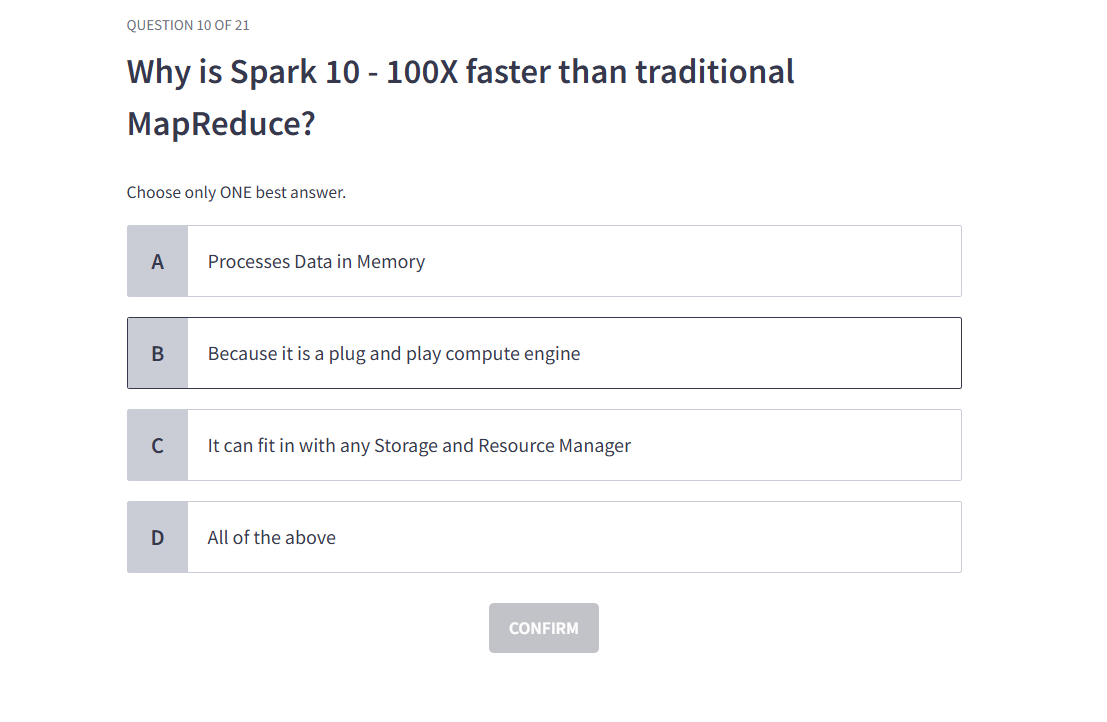 QUESTION 10 OF 21
Why is Spark 10 - 100X faster than traditional
MapReduce?
Choose only ONE best answer.
A
Processes Data in Memory
B
Because it is a plug and play compute engine
C
It can fit in with any Storage and Resource Manager
D
All of the above
CONFIRM